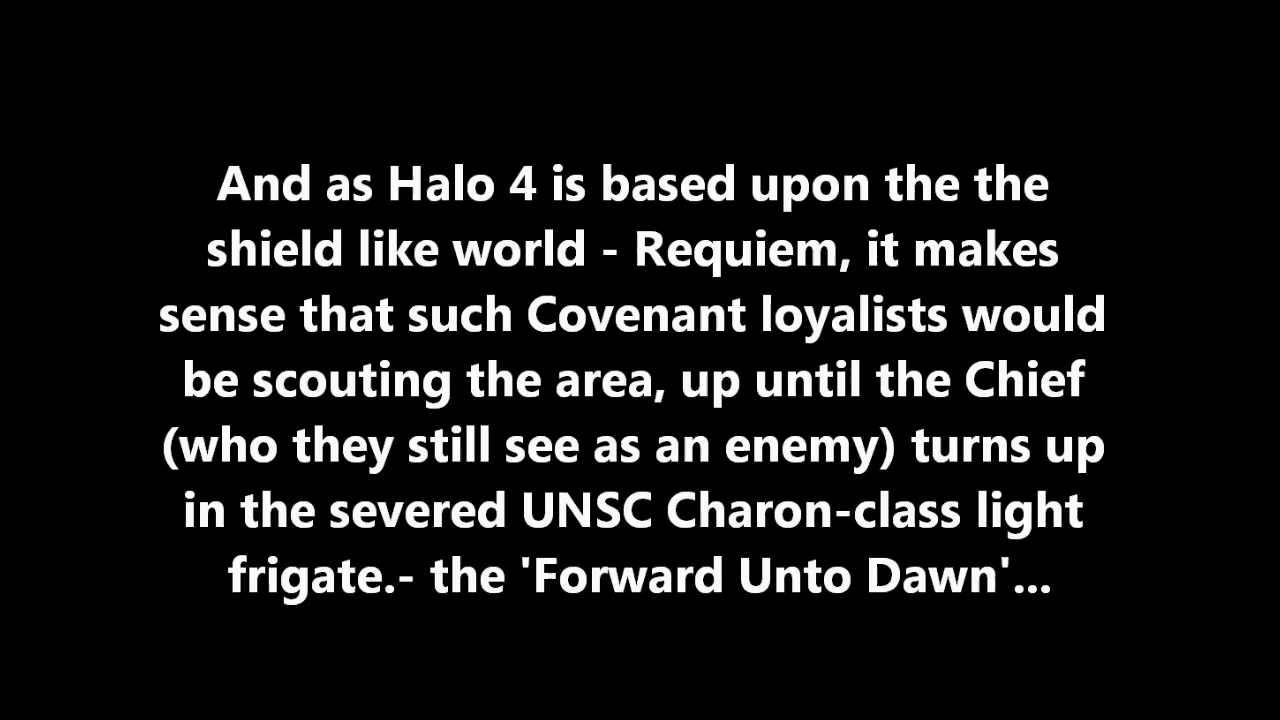 And as Halo 4 is based upon the the
shield like world - Requiem, it makes
sense that such Covenant loyalists would
be scouting the area, up until the Chief
(who they still see as an enemy) turns up
in the severed UNSC Charon-class light
frigate.- the 'Forward Unto Dawn'...